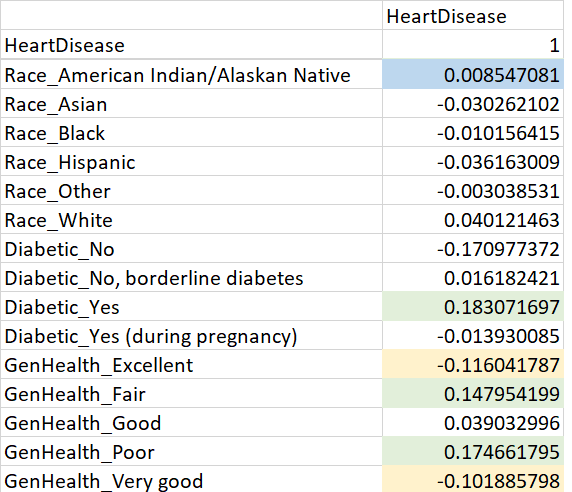 HeartDisease
HeartDisease 1
Race_American Indian/Alaskan Native 0.008547081
Race_Asian -0.030262102
Race_Black -0.010156415
Race_Hispanic -0.036163009
Race_Other -0.003038531
Race_White 0.040121463
Diabetic_No -0.170977372
Diabetic_No, borderline diabetes 0.016182421
Diabetic_Yes 0.183071697
Diabetic_Yes (during pregnancy) -0.013930085
GenHealth_Excellent -0.116041787
GenHealth_Fair 0.147954199
GenHealth_Good 0.039032996
GenHealth_Poor 0.174661795
GenHealth_Very good -0.101885798